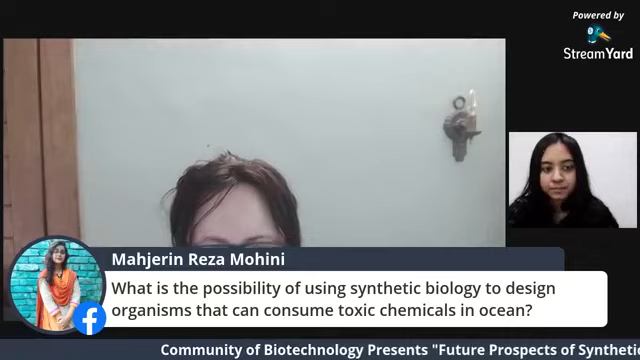 Powered by
StreamYard
Mahjerin Reza Mohini
What is the possibility of using synthetic biology to design
organisms that can consume toxic chemicals in ocean?
Community of Biotechnology Presents "Future Prospects of Synthetic